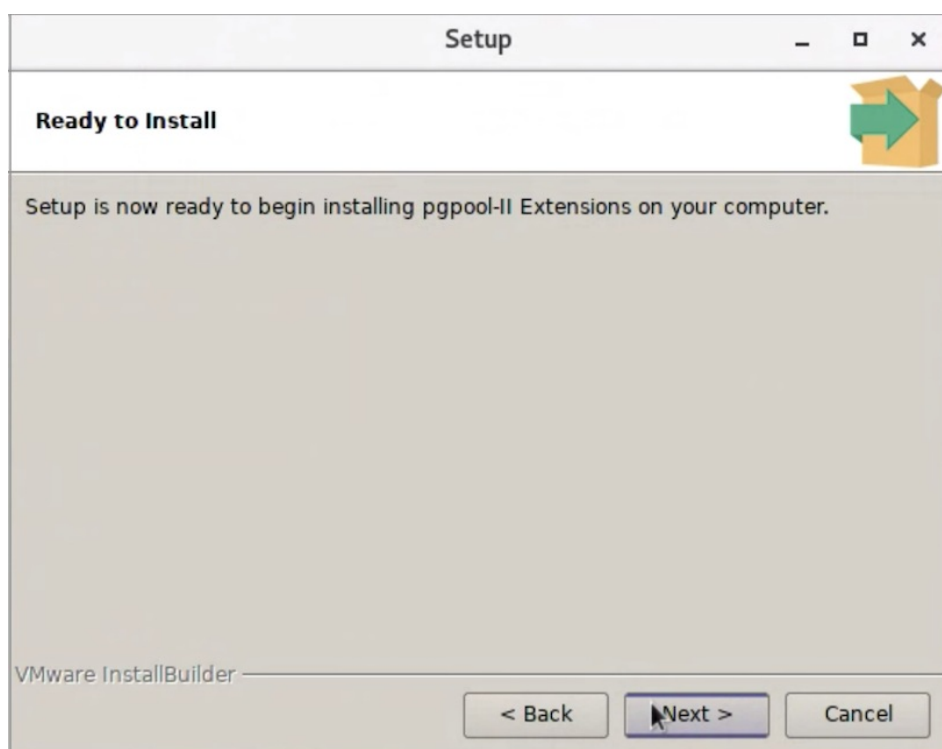 Setup
Ready to Install
Setup is now ready to begin installing pgpool-II Extensions on your computer.
VMware InstallBuilder
< Back
Next >
Cancel